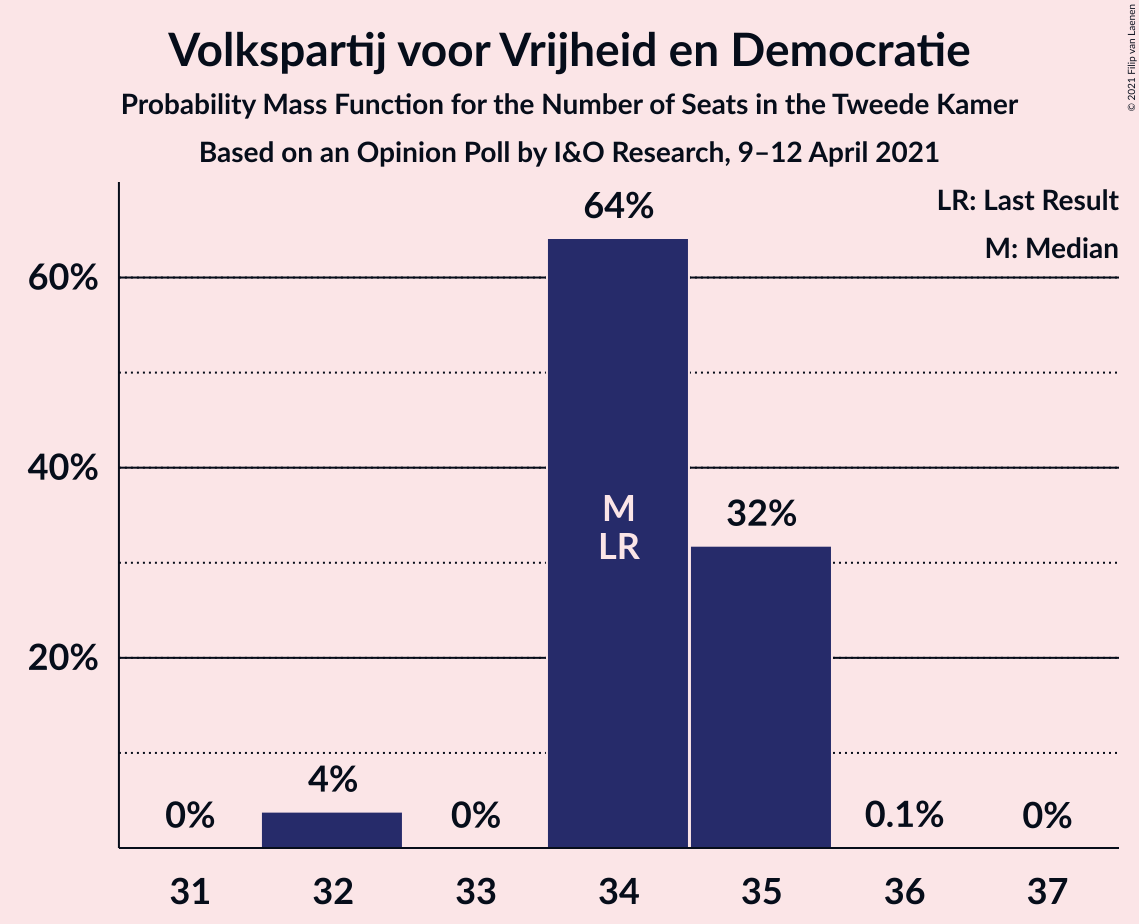 Volkspartij voor Vrijheid en Democratie
Probability Mass Function for the Number of Seats in the Tweede Kamer
Based on an Opinion Poll by I&O Research, 9–12 April 2021
© 2021 Filip van Laenen
LR: Last Result
M: Median
60%
40%
20%
0%
4%
0%
64%
M
LR
32%
0.1%
0%
31 32 33 34 35 36 37